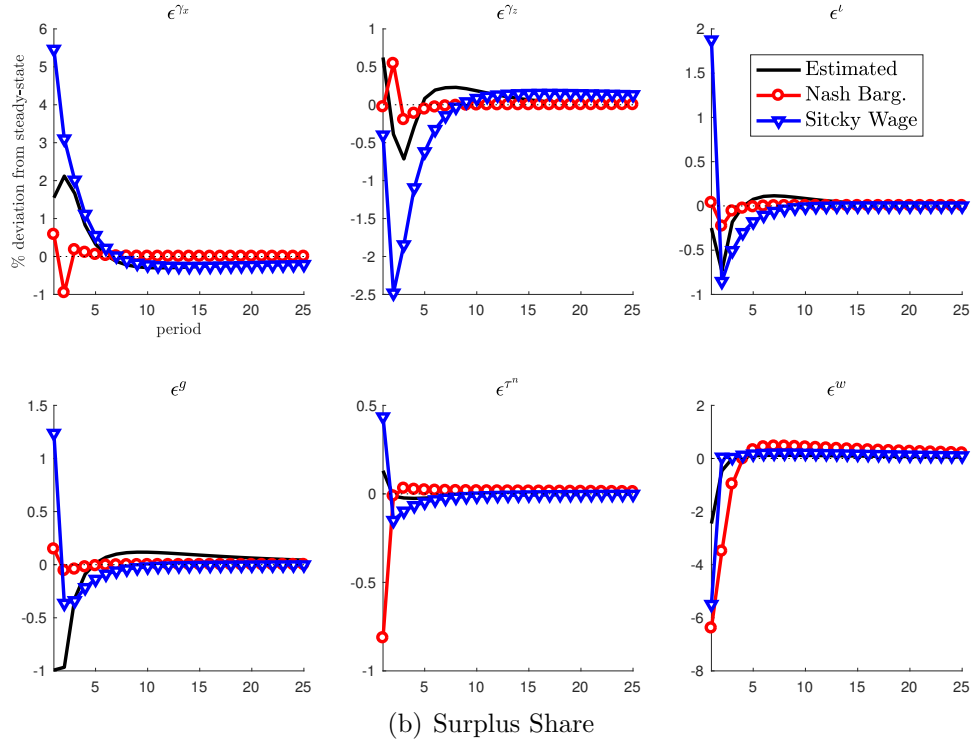 ϵ^{γ_x}
6
5
4
3
2
1
0
-1
% deviation from steady-state
5 10 15 20 25
period
ϵ^{γ_z}
1
0.5
0
-0.5
-1
-1.5
-2
-2.5
5 10 15 20 25
ϵ^ι
2
1.5
1
0.5
0
-0.5
-1
5 10 15 20 25
Estimated
Nash Barg.
Sitcky Wage
ϵ^g
1.5
1
0.5
0
-0.5
-1
5 10 15 20 25
ϵ^{τ^n}
0.5
0
-0.5
-1
5 10 15 20 25
ϵ^w
2
0
-2
-4
-6
-8
5 10 15 20 25
(b) Surplus Share